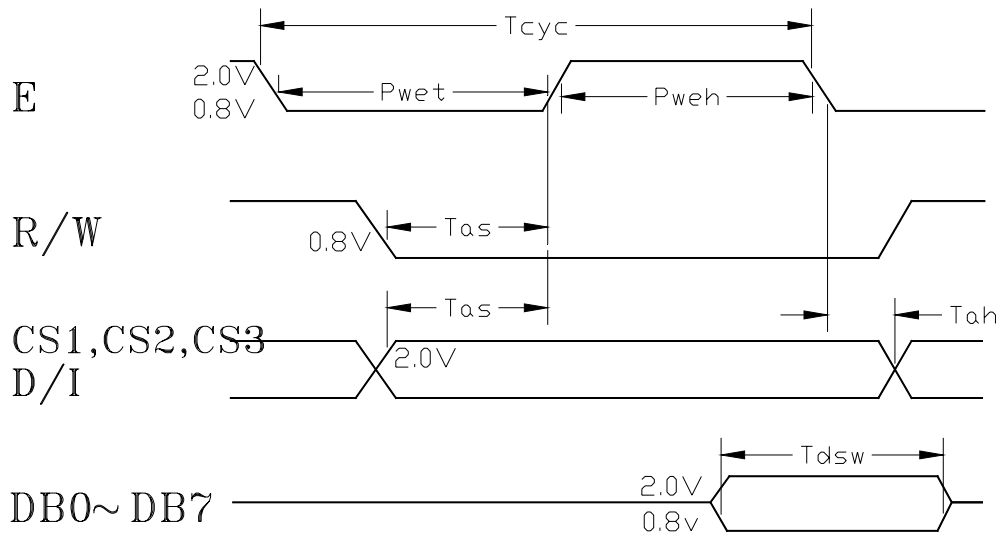 Tcyc
2.0V
E
0.8V
Pwet
Pweh
R/W
0.8V
Tas
Tas
Tah
CS1,CS2,CS3
D/I
2.0V
Tdsw
2.0V
DB0~DB7
0.8v